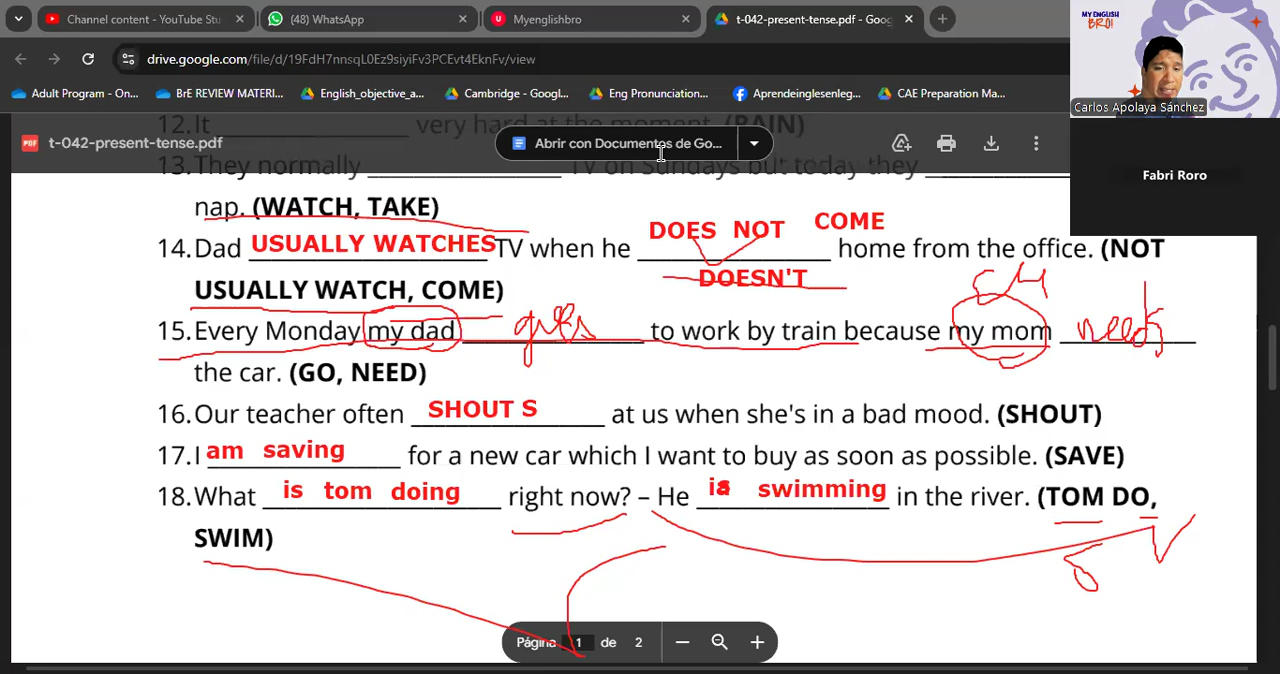 Channel content - YouTube Stu
(48) WhatsApp
Myenglishbro
t-042-present-tense.pdf - Goo
drive.google.com/file/d/19FdH7nnsqL0Ez9siyiFv3PCEvt4EknFv/view
Adult Program - On...
BrE REVIEW MATERI...
English_objective_a...
Cambridge - Googl...
Eng Pronunciation...
Aprendeinglesenleg...
CAE Preparation Ma...
MY ENGLISH
BRO!
Carlos Apolaya Sánchez
Fabri Roro
PDF t-042-present-tense.pdf
Abrir con Documentos de Go...
12. It ______ very hard at the moment. (RAIN)
13. They normally ______ TV on Sundays but today they ______
nap. (WATCH, TAKE)
DOES NOT COME
14. Dad USUALLY WATCHES TV when he ______ home from the office. (NOT
DOESN'T
USUALLY WATCH, COME)
15. Every Monday my dad goes to work by train because my mom needs
the car. (GO, NEED)
16. Our teacher often SHOUT S at us when she's in a bad mood. (SHOUT)
17. I am saving for a new car which I want to buy as soon as possible. (SAVE)
18. What is tom doing right now? – He is swimming in the river. (TOM DO,
SWIM)
S V
Página 1 de 2